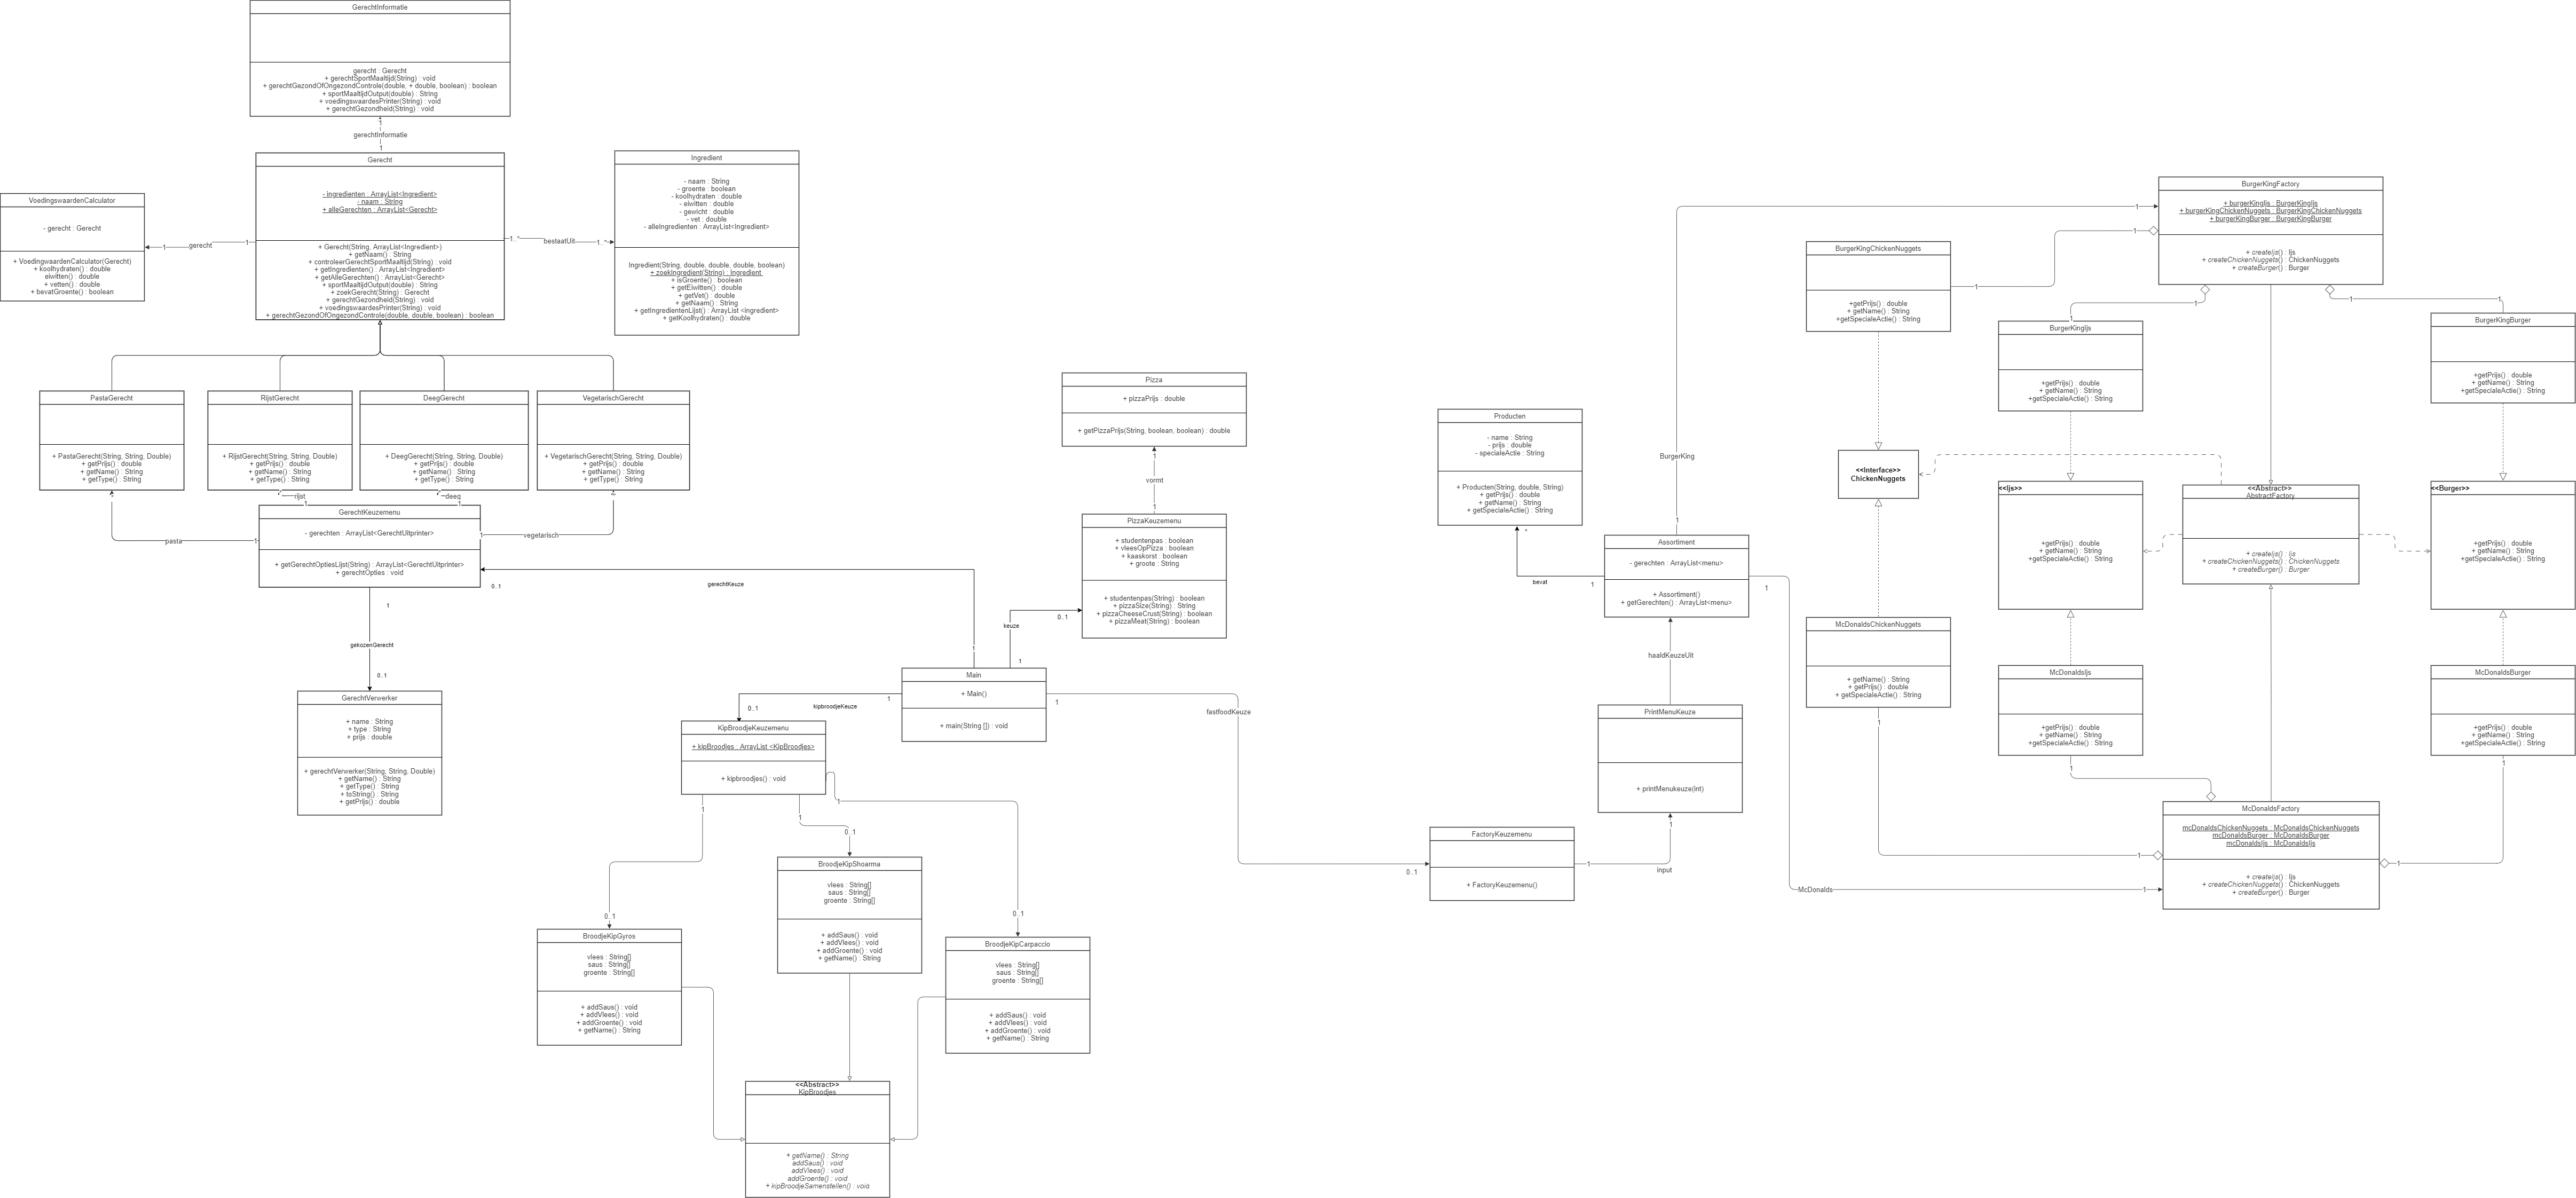 GerechtInformatie
gerecht : Gerecht
+ gerechtSportMaaltijd(String) : void
+ gerechtGezondOfOngezondControle(double, + double, boolean) : boolean
+ sportMaaltijdOutput(double) : String
+ voedingswaardesPrinter(String) : void
+ gerechtGezondheid(String) : void
1
gerechtInformatie
1
Gerecht
- ingredienten : ArrayList<Ingredient>
- naam : String
+ alleGerechten : ArrayList<Gerecht>
+ Gerecht(String, ArrayList<Ingredient>)
+ getNaam() : String
+ controleerGerechtSportMaaltijd(String) : void
+ getIngredienten() : ArrayList<Ingredient>
+ getAlleGerechten() : ArrayList<Gerecht>
+ sportMaaltijdOutput(double) : String
+ zoekGerecht(String) : Gerecht
+ gerechtGezondheid(String) : void
+ voedingswaardesPrinter(String) : void
+ gerechtGezondOfOngezondControle(double, double, boolean) : boolean
VoedingswaardenCalculator
- gerecht : Gerecht
+ VoedingwaardenCalculator(Gerecht)
+ koolhydraten() : double
eiwitten() : double
+ vetten() : double
+ bevatGroente() : boolean
1
gerecht
1
1..*
bestaatUit
1..*
Ingredient
- naam : String
- groente : boolean
- koolhydraten : double
- eiwitten : double
- gewicht : double
- vet : double
- alleIngredienten : ArrayList<Ingredient>
Ingredient(String, double, double, double, boolean)
+ zoekIngredient(String) : Ingredient
+ isGroente() : boolean
+ getEiwitten() : double
+ getVet() : double
+ getNaam() : String
+ getIngredientenLijst() : ArrayList <ingredient>
+ getKoolhydraten() : double
PastaGerecht
+ PastaGerecht(String, String, Double)
+ getPrijs() : double
+ getName() : String
+ getType() : String
RijstGerecht
+ RijstGerecht(String, String, Double)
+ getPrijs() : double
+ getName() : String
+ getType() : String
DeegGerecht
+ DeegGerecht(String, String, Double)
+ getPrijs() : double
+ getName() : String
+ getType() : String
VegetarischGerecht
+ VegetarischGerecht(String, String, Double)
+ getPrijs() : double
+ getName() : String
+ getType() : String
rijst
1
deeg
1
pasta
1
1
vegetarisch
GerechtKeuzemenu
- gerechten : ArrayList<GerechtUitprinter>
+ getGerechtOptiesLijst(String) : ArrayList<GerechtUitprinter>
+ gerechtOpties : void
0..1
gerechtKeuze
1
1
gekozenGerecht
0..1
GerechtVerwerker
+ name : String
+ type : String
+ prijs : double
+ gerechtVerwerker(String, String, Double)
+ getName() : String
+ getType() : String
+ toString() : String
+ getPrijs() : double
Pizza
+ pizzaPrijs : double
+ getPizzaPrijs(String, boolean, boolean) : double
1
vormt
1
PizzaKeuzemenu
+ studentenpas : boolean
+ vleesOpPizza : boolean
+ kaaskorst : boolean
+ groote : String
+ studentenpas(String) : boolean
+ pizzaSize(String) : String
+ pizzaCheeseCrust(String) : boolean
+ pizzaMeat(String) : boolean
0..1
keuze
1
Main
+ Main()
+ main(String []) : void
1
kipbroodjeKeuze
0..1
1
fastfoodKeuze
0..1
KipBroodjeKeuzemenu
+ kipBroodjes : ArrayList <KipBroodjes>
+ kipbroodjes() : void
1
0..1
1
0..1
1
0..1
BroodjeKipGyros
vlees : String[]
saus : String[]
groente : String[]
+ addSaus() : void
+ addVlees() : void
+ addGroente() : void
+ getName() : String
BroodjeKipShoarma
vlees : String[]
saus : String[]
groente : String[]
+ addSaus() : void
+ addVlees() : void
+ addGroente() : void
+ getName() : String
BroodjeKipCarpaccio
vlees : String[]
saus : String[]
groente : String[]
+ addSaus() : void
+ addVlees() : void
+ addGroente() : void
+ getName() : String
<<Abstract>>
KipBroodjes
+ getName() : String
addSaus() : void
addVlees() : void
addGroente() : void
+ kipBroodjeSamenstellen() : void
FactoryKeuzemenu
+ FactoryKeuzemenu()
1
input
1
PrintMenuKeuze
+ printMenukeuze(int)
haaldKeuzeUit
Producten
- name : String
- prijs : double
- specialeActie : String
+ Producten(String, double, String)
+ getPrijs() : double
+ getName() : String
+ getSpecialeActie() : String
*
bevat
1
Assortiment
- gerechten : ArrayList<menu>
+ Assortiment()
+ getGerechten() : ArrayList<menu>
1
BurgerKing
1
1
McDonalds
1
BurgerKingFactory
+ burgerKingIjs : BurgerKingIjs
+ burgerKingChickenNuggets : BurgerKingChickenNuggets
+ burgerKingBurger : BurgerKingBurger
+ createIjs() : Ijs
+ createChickenNuggets() : ChickenNuggets
+ createBurger() : Burger
1
1
1
1
1
1
BurgerKingChickenNuggets
+getPrijs() : double
+ getName() : String
+getSpecialeActie() : String
BurgerKingIjs
+getPrijs() : double
+ getName() : String
+getSpecialeActie() : String
BurgerKingBurger
+getPrijs() : double
+ getName() : String
+getSpecialeActie() : String
<<Interface>>
ChickenNuggets
<<Ijs>>
+getPrijs() : double
+ getName() : String
+getSpecialeActie() : String
<<Abstract>>
AbstractFactory
+ createIjs() : Ijs
+ createChickenNuggets() : ChickenNuggets
+ createBurger() : Burger
<<Burger>>
+getPrijs() : double
+ getName() : String
+getSpecialeActie() : String
McDonaldsChickenNuggets
+ getName() : String
+ getPrijs() : double
+ getSpecialeActie() : String
McDonaldsIjs
+getPrijs() : double
+ getName() : String
+getSpecialeActie() : String
McDonaldsBurger
+getPrijs() : double
+ getName() : String
+getSpecialeActie() : String
1
1
1
1
1
McDonaldsFactory
mcDonaldsChickenNuggets : McDonaldsChickenNuggets
mcDonaldsBurger : McDonaldsBurger
mcDonaldsIjs : McDonaldsIjs
+ createIjs() : Ijs
+ createChickenNuggets() : ChickenNuggets
+ createBurger() : Burger